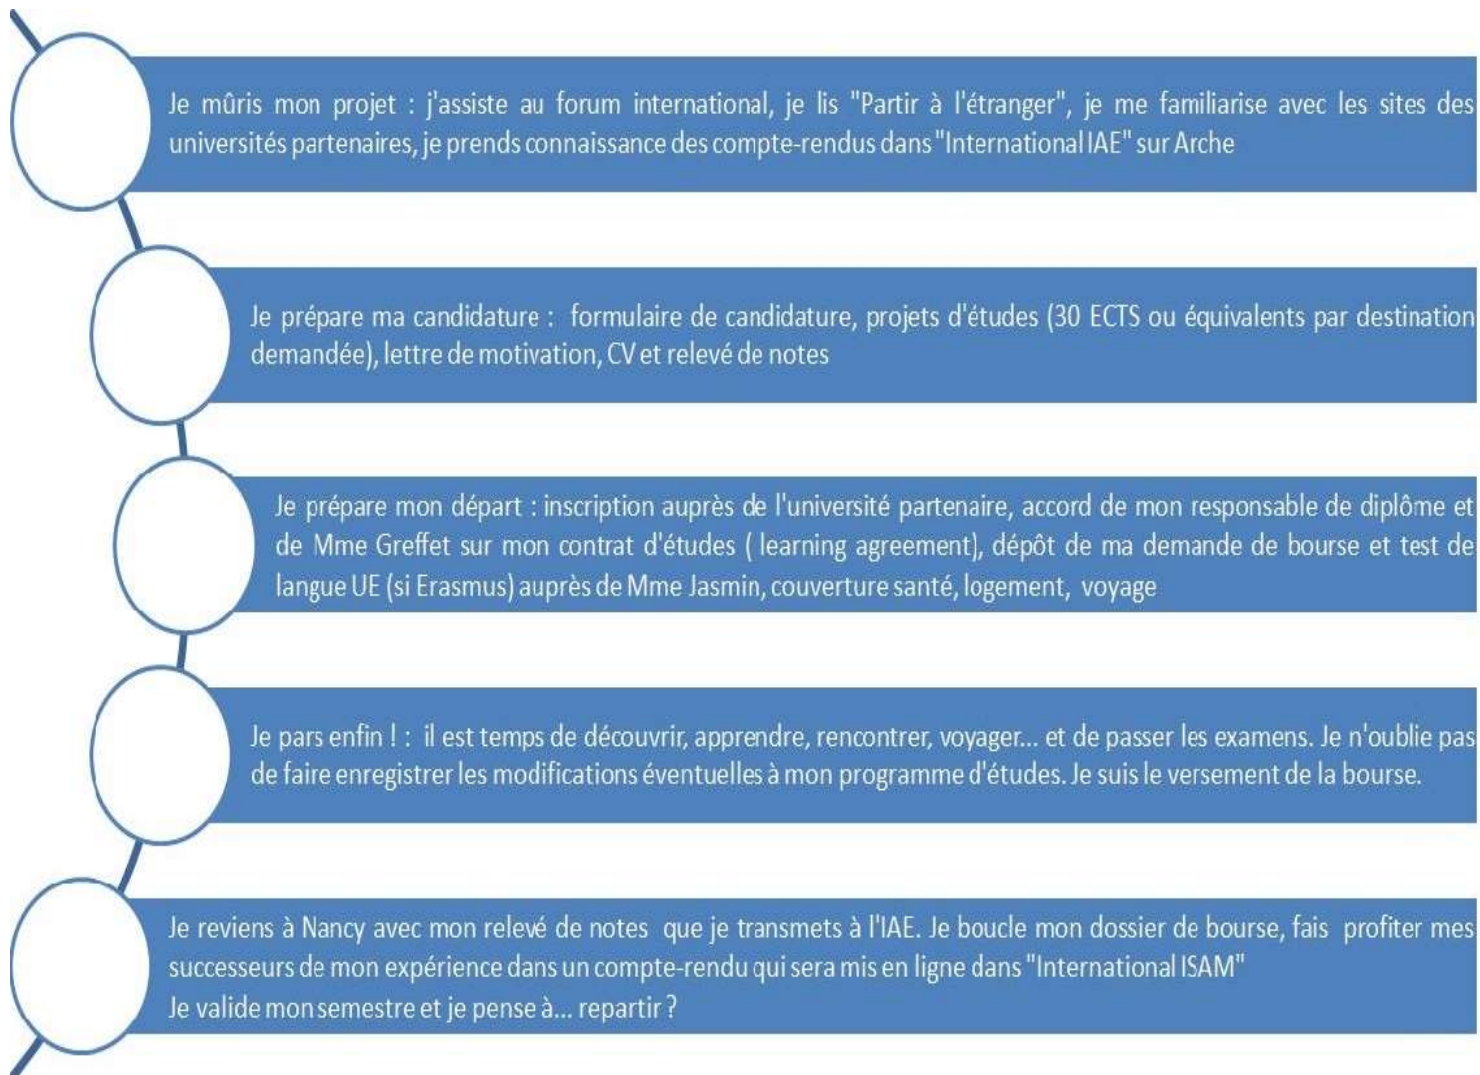 Je mûris mon projet : j'assiste au forum international, je lis "Partir à l'étranger", je me familiarise avec les sites des
universités partenaires, je prends connaissance des compte-rendus dans "International IAE" sur Arche
Je prépare ma candidature : formulaire de candidature, projets d'études (30 ECTS ou équivalents par destination
demandée), lettre de motivation, CV et relevé de notes
Je prépare mon départ : inscription auprès de l'université partenaire, accord de mon responsable de diplôme et
de Mme Greffet sur mon contrat d'études ( learning agreement), dépôt de ma demande de bourse et test de
langue UE (si Erasmus) auprès de Mme Jasmin, couverture santé, logement, voyage
Je pars enfin ! : il est temps de découvrir, apprendre, rencontrer, voyager... et de passer les examens. Je n'oublie pas
de faire enregistrer les modifications éventuelles à mon programme d'études. Je suis le versement de la bourse.
Je reviens à Nancy avec mon relevé de notes que je transmets à l'IAE. Je boucle mon dossier de bourse, fais profiter mes
successeurs de mon expérience dans un compte-rendu qui sera mis en ligne dans "International ISAM"
Je valide mon semestre et je pense à... repartir ?